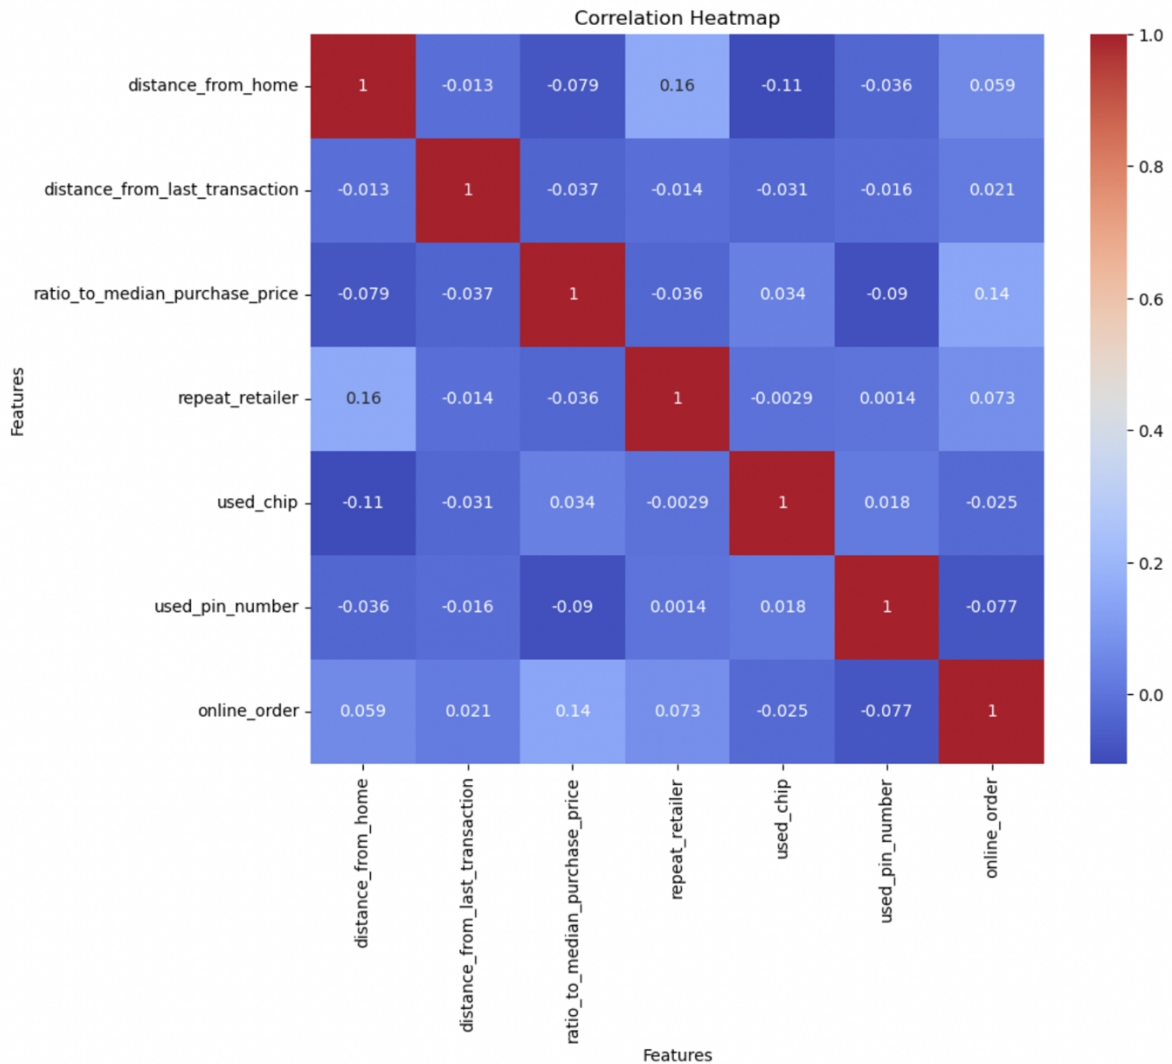 Correlation Heatmap
distance_from_home 1 -0.013 -0.079 0.16 -0.11 -0.036 0.059
distance_from_last_transaction -0.013 1 -0.037 -0.014 -0.031 -0.016 0.021
ratio_to_median_purchase_price -0.079 -0.037 1 -0.036 0.034 -0.09 0.14
repeat_retailer 0.16 -0.014 -0.036 1 -0.0029 0.0014 0.073
used_chip -0.11 -0.031 0.034 -0.0029 1 0.018 -0.025
used_pin_number -0.036 -0.016 -0.09 0.0014 0.018 1 -0.077
online_order 0.059 0.021 0.14 0.073 -0.025 -0.077 1
Features
distance_from_home
distance_from_last_transaction
ratio_to_median_purchase_price
repeat_retailer
used_chip
used_pin_number
online_order
Features
1.0
0.8
0.6
0.4
0.2
0.0